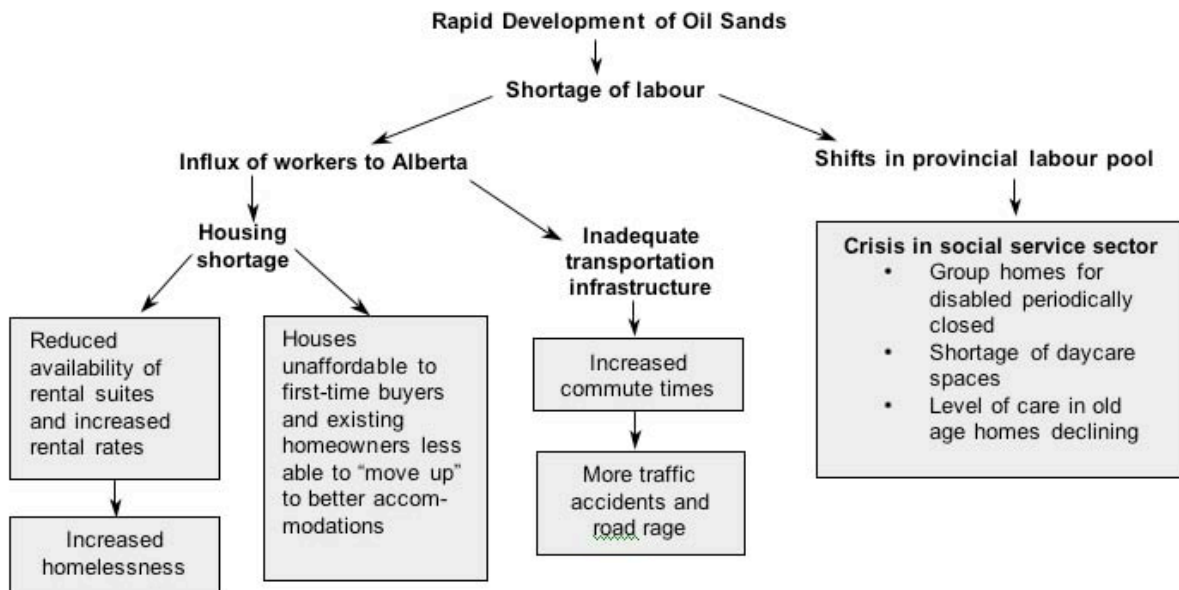 Rapid Development of Oil Sands
Shortage of labour
Influx of workers to Alberta
Shifts in provincial labour pool
Housing
shortage
Inadequate
transportation
infrastructure
Crisis in social service sector
• Group homes for
disabled periodically
closed
• Shortage of daycare
spaces
• Level of care in old
age homes declining
Reduced
availability of
rental suites
and increased
rental rates
Houses
unaffordable to
first-time buyers
and existing
homeowners less
able to “move up”
to better accom-
modations
Increased
commute times
More traffic
accidents and
road rage
Increased
homelessness